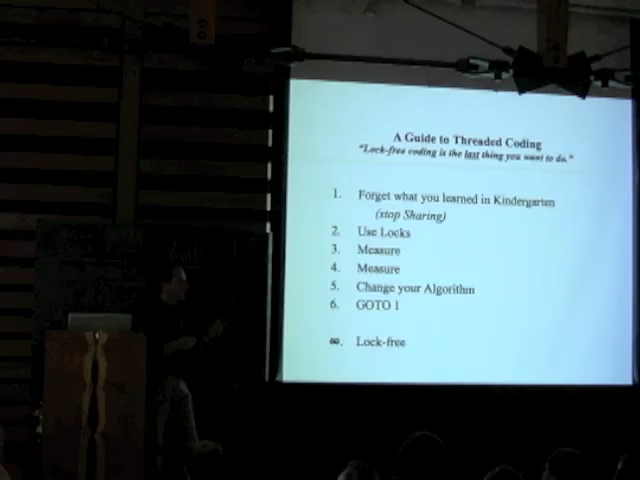 A Guide to Threaded Coding
"Lock-free coding is the last thing you want to do."
1. Forget what you learned in Kindergarten
(stop Sharing)
2. Use Locks
3. Measure
4. Measure
5. Change your Algorithm
6. GOTO 1
∞. Lock-free